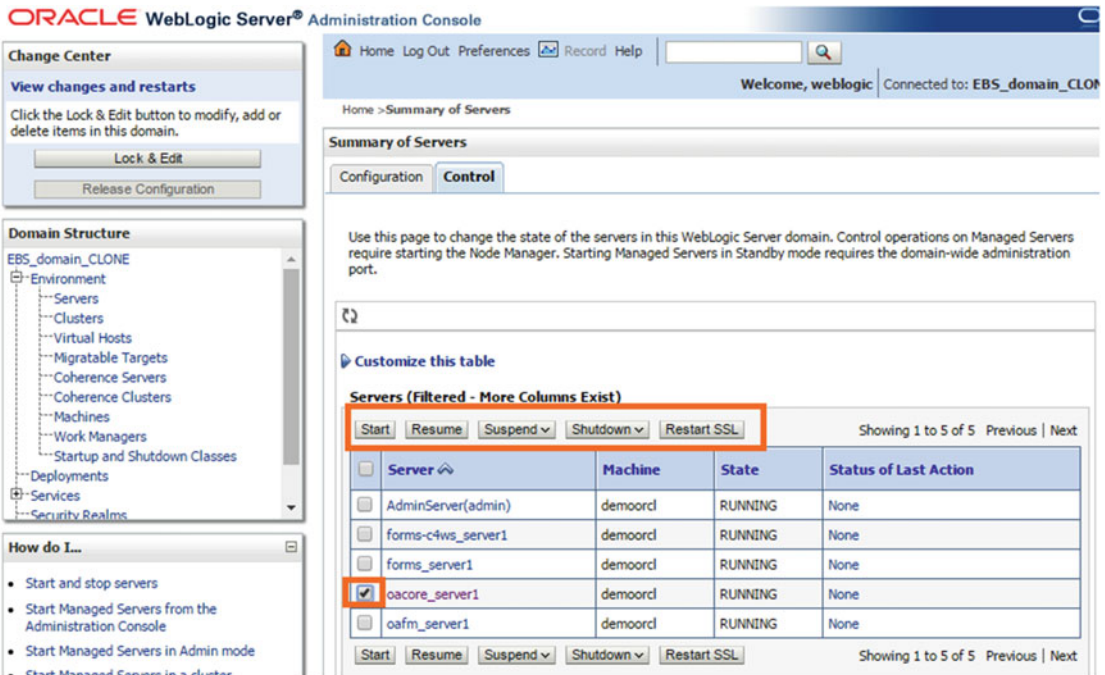 ORACLE WebLogic Server® Administration Console
Change Center
View changes and restarts
Click the Lock & Edit button to modify, add or
delete items in this domain.
Lock & Edit
Release Configuration
Domain Structure
EBS_domain_CLONE
Environment
Servers
Clusters
Virtual Hosts
Migratable Targets
Coherence Servers
Coherence Clusters
Machines
Work Managers
Startup and Shutdown Classes
Deployments
Services
Security Realms
How do I...
Start and stop servers
Start Managed Servers from the
Administration Console
Start Managed Servers in Admin mode
Start Managed Servers in a cluster
Home Log Out Preferences Record Help
Welcome, weblogic Connected to: EBS_domain_CLON
Home >Summary of Servers
Summary of Servers
Configuration Control
Use this page to change the state of the servers in this WebLogic Server domain. Control operations on Managed Servers
require starting the Node Manager. Starting Managed Servers in Standby mode requires the domain-wide administration
port.
Customize this table
Servers (Filtered - More Columns Exist)
Start Resume Suspend Shutdown Restart SSL Showing 1 to 5 of 5 Previous | Next
Server Machine State Status of Last Action
AdminServer(admin) demoorcl RUNNING None
forms-c4ws_server1 demoorcl RUNNING None
forms_server1 demoorcl RUNNING None
oacore_server1 demoorcl RUNNING None
oafm_server1 demoorcl RUNNING None
Start Resume Suspend Shutdown Restart SSL Showing 1 to 5 of 5 Previous | Next